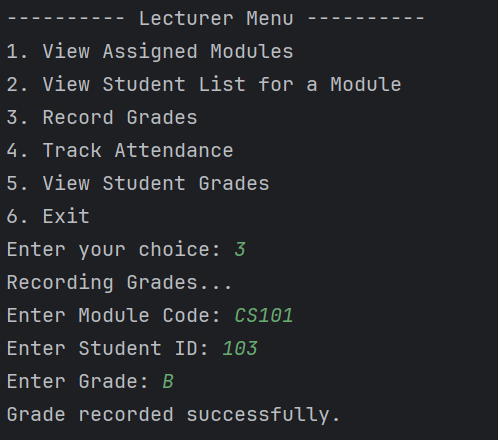 ---------- Lecturer Menu ----------
1. View Assigned Modules
2. View Student List for a Module
3. Record Grades
4. Track Attendance
5. View Student Grades
6. Exit
Enter your choice: 3
Recording Grades...
Enter Module Code: CS101
Enter Student ID: 103
Enter Grade: B
Grade recorded successfully.